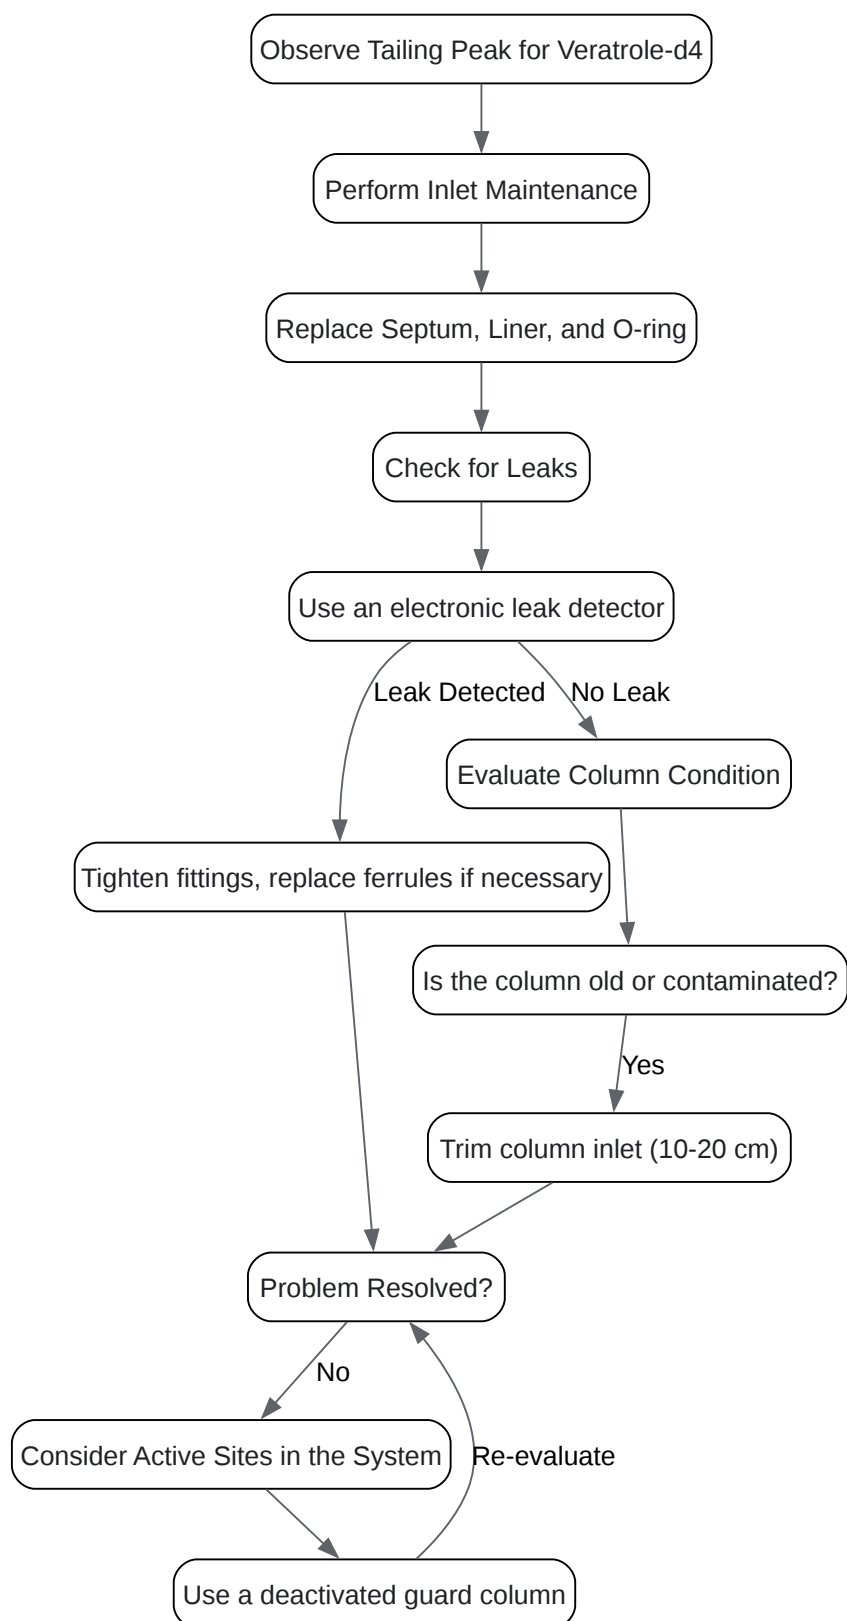 Observe Tailing Peak for Veratrole-d4
Perform Inlet Maintenance
Replace Septum, Liner, and O-ring
Check for Leaks
Use an electronic leak detector
Leak Detected
No Leak
Evaluate Column Condition
Tighten fittings, replace ferrules if necessary
Is the column old or contaminated?
Yes
Trim column inlet (10-20 cm)
Problem Resolved?
No
Consider Active Sites in the System
Re-evaluate
Use a deactivated guard column